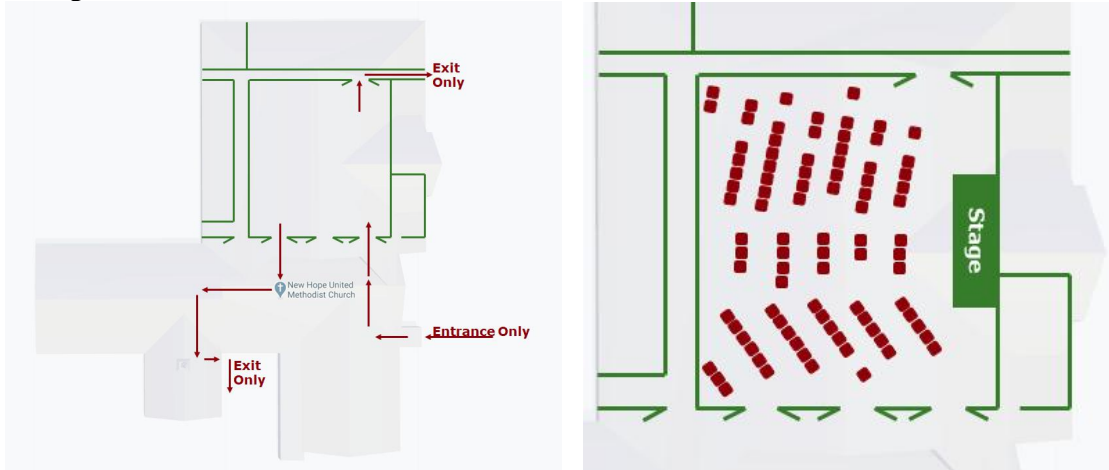 Exit
Only
New Hope United
Methodist Church
Entrance Only
Exit
Only
Stage